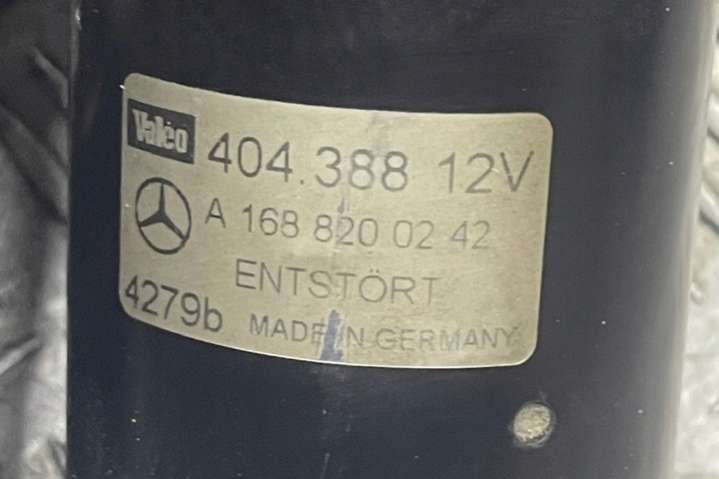 Valeo 404.388 12V
A 168 820 02 42
ENTSTÖRT
4279b MADE IN GERMANY